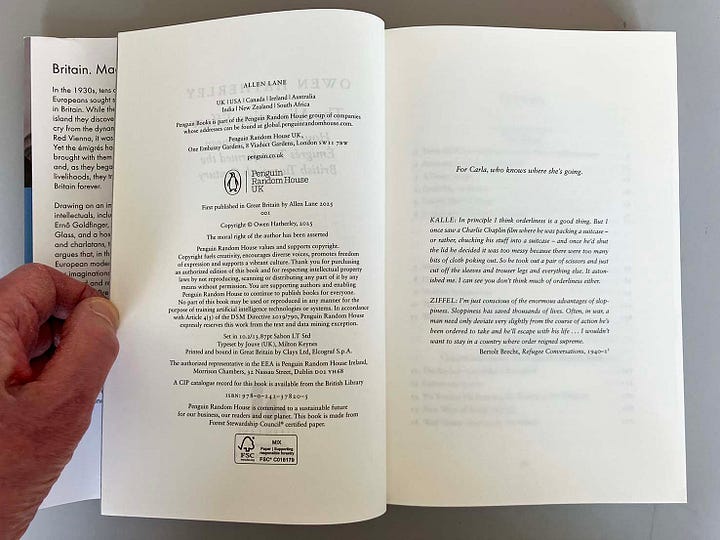 Britain. Ma
In the 1930s, tens
Europeans sought s
in Britain. While the
island they discove
cry from the dynan
Red Vienna, it was
Yet the émigrés ho
brought with them
and, as they began
livelihoods, they tr
Britain forever.
Drawing on an in
intellectuals, inclu
Ernő Goldfinger,
Glass, and a hos
and charlatans, t
argues that, in th
European moder
imaginations
ALLEN LANE
UK | USA | Canada | Ireland | Australia
India | New Zealand | South Africa
Penguin Books is part of the Penguin Random House group of companies
whose addresses can be found at global.penguinrandomhouse.com.
Penguin Random House UK,
One Embassy Gardens, 8 Viaduct Gardens, London SW11 7BW
penguin.co.uk
Penguin
Random House
UK
First published in Great Britain by Allen Lane 2025
001
Copyright © Owen Hatherley, 2025
The moral right of the author has been asserted
Penguin Random House values and supports copyright.
Copyright fuels creativity, encourages diverse voices, promotes freedom
of expression and supports a vibrant culture. Thank you for purchasing
an authorized edition of this book and for respecting intellectual property
laws by not reproducing, scanning or distributing any part of it by any
means without permission. You are supporting authors and enabling
Penguin Random House to continue to publish books for everyone.
No part of this book may be used or reproduced in any manner for the
purpose of training artificial intelligence technologies or systems. In accordance
with Article 4(3) of the DSM Directive 2019/790, Penguin Random House
expressly reserves this work from the text and data mining exception.
Set in 10.2/13.87pt Sabon LT Std
Typeset by Jouve (UK), Milton Keynes
Printed and bound in Great Britain by Clays Ltd, Elcograf S.p.A.
The authorized representative in the EEA is Penguin Random House Ireland,
Morrison Chambers, 32 Nassau Street, Dublin D02 YH68
A CIP catalogue record for this book is available from the British Library
ISBN: 978-0-241-37820-5
Penguin Random House is committed to a sustainable future
for our business, our readers and our planet. This book is made from
Forest Stewardship Council® certified paper.
FSC
MIX
Paper | Supporting
responsible forestry
FSC® C018179
For Carla, who knows where she's going.
KALLE: In principle I think orderliness is a good thing. But I
once saw a Charlie Chaplin film where he was packing a suitcase –
or rather, chucking his stuff into a suitcase – and once he'd shut
the lid he decided it was too messy because there were too many
bits of cloth poking out. So he took out a pair of scissors and just
cut off the sleeves and trouser legs and everything else. It aston-
ished me. I can see you don't think much of orderliness either.
ZIFFEL: I'm just conscious of the enormous advantages of slop-
piness. Sloppiness has saved thousands of lives. Often, in war, a
man need only deviate very slightly from the course of action he's
been ordered to take and he'll escape with his life . . . I wouldn't
want to stay in a country where order reigned supreme.
Bertolt Brecht, Refugee Conversations, 1940–1¹